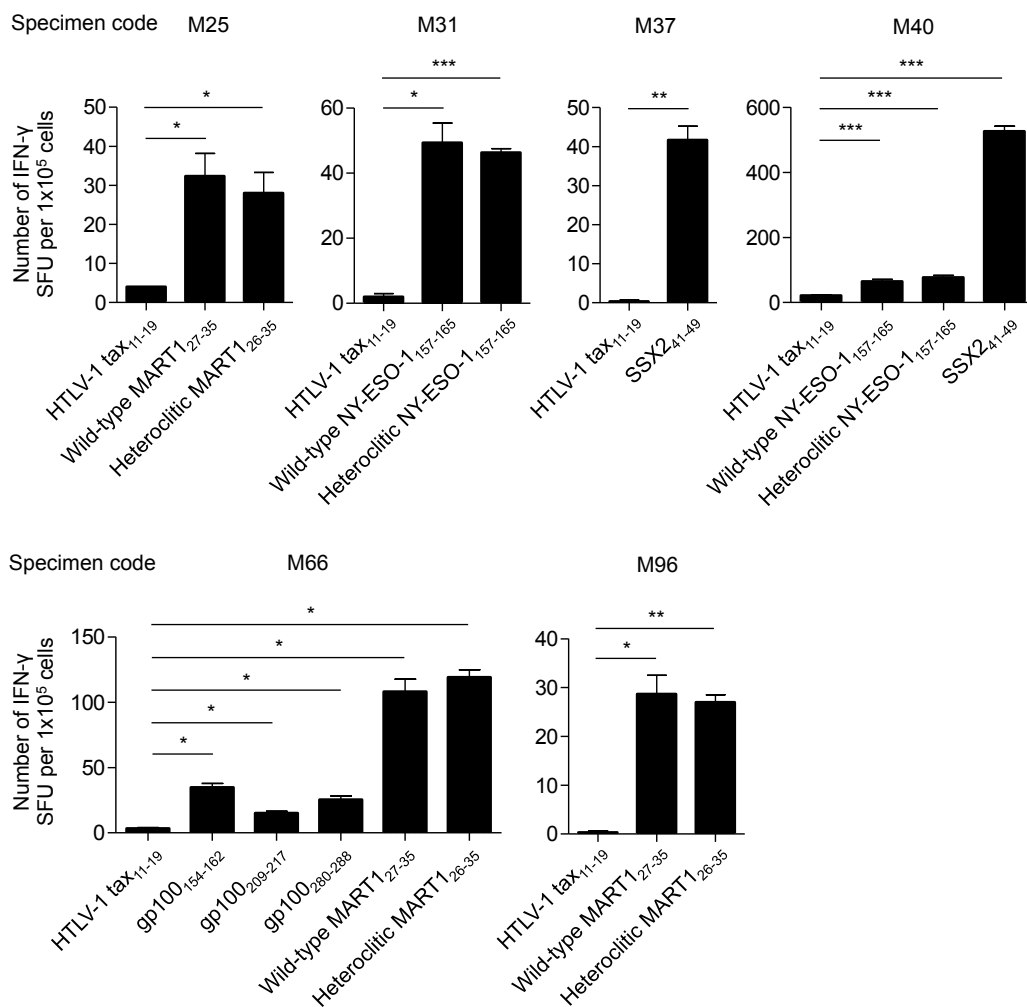 Specimen code M25 M31 M37 M40
Number of IFN-γ
SFU per 1x10⁵ cells
*
*
50
40
30
20
10
0
HTLV-1 tax₁₁₋₁₉
Wild-type MART1₂₇₋₃₅
Heteroclitic MART1₂₆₋₃₅
***
*
60
40
20
0
HTLV-1 tax₁₁₋₁₉
Wild-type NY-ESO-1₁₅₇₋₁₆₅
Heteroclitic NY-ESO-1₁₅₇₋₁₆₅
**
50
40
30
20
10
0
HTLV-1 tax₁₁₋₁₉
SSX2₄₁₋₄₉
***
***
***
600
400
200
0
HTLV-1 tax₁₁₋₁₉
Wild-type NY-ESO-1₁₅₇₋₁₆₅
Heteroclitic NY-ESO-1₁₅₇₋₁₆₅
SSX2₄₁₋₄₉
Specimen code M66 M96
Number of IFN-γ
SFU per 1x10⁵ cells
*
*
*
*
*
150
100
50
0
HTLV-1 tax₁₁₋₁₉
gp100₁₅₄₋₁₆₂
gp100₂₀₉₋₂₁₇
gp100₂₈₀₋₂₈₈
Wild-type MART1₂₇₋₃₅
Heteroclitic MART1₂₆₋₃₅
**
*
40
30
20
10
0
HTLV-1 tax₁₁₋₁₉
Wild-type MART1₂₇₋₃₅
Heteroclitic MART1₂₆₋₃₅